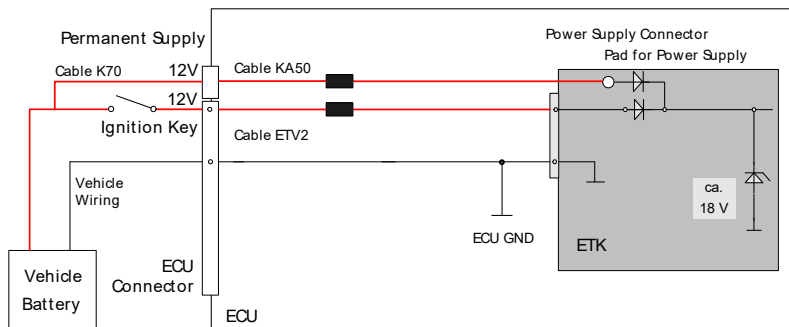 Permanent Supply
Power Supply Connector
Pad for Power Supply
Cable K70
12V
Cable KA50
12V
Ignition Key
Cable ETV2
Vehicle
Wiring
ca.
18 V
ECU GND
ETK
Vehicle
Battery
ECU
Connector
ECU